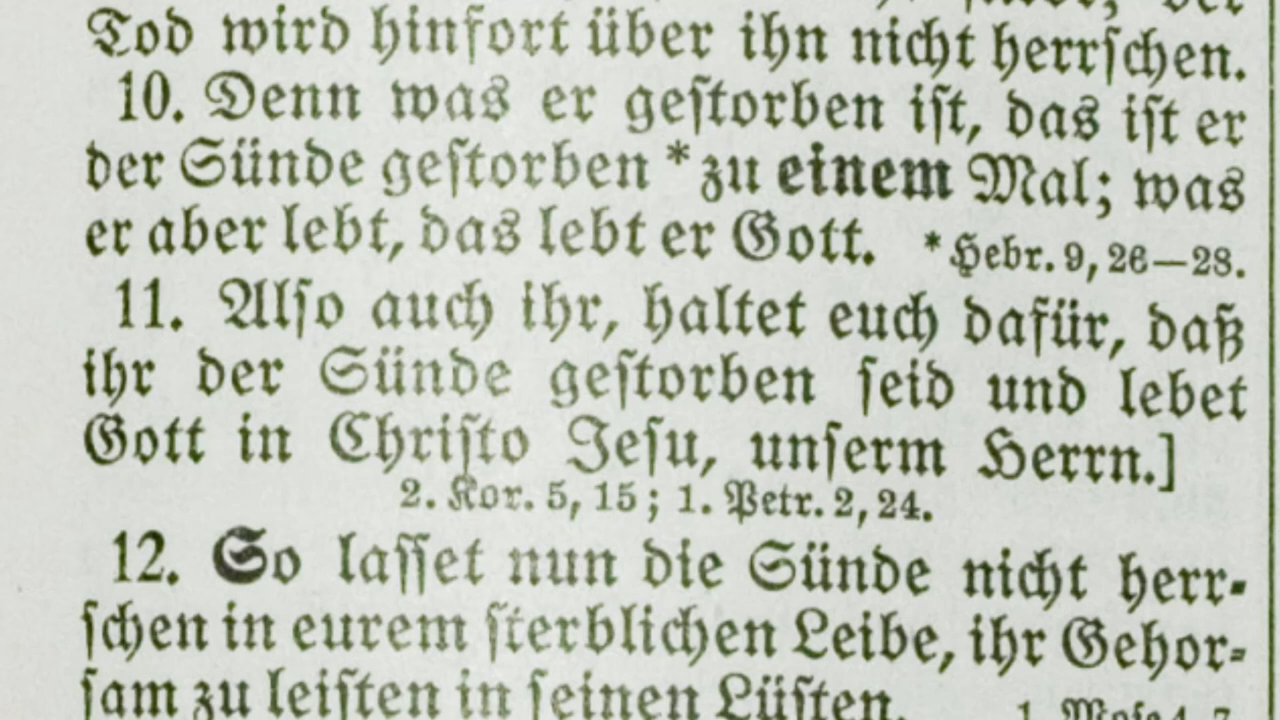 Tod wird hinfort über ihn nicht herrschen.
10. Denn was er gestorben ist, das ist er
der Sünde gestorben *zu einem Mal; was
er aber lebt, das lebt er Gott. *Hebr. 9, 26—28.
11. Also auch ihr, haltet euch dafür, daß
ihr der Sünde gestorben seid und lebet
Gott in Christo Jesu, unserm Herrn.]
2. Kor. 5, 15; 1. Petr. 2, 24.
12. So lasset nun die Sünde nicht herr-
schen in eurem sterblichen Leibe, ihr Gehor-
sam zu leisten in seinen Lüsten. 1. Mose 4, 7.